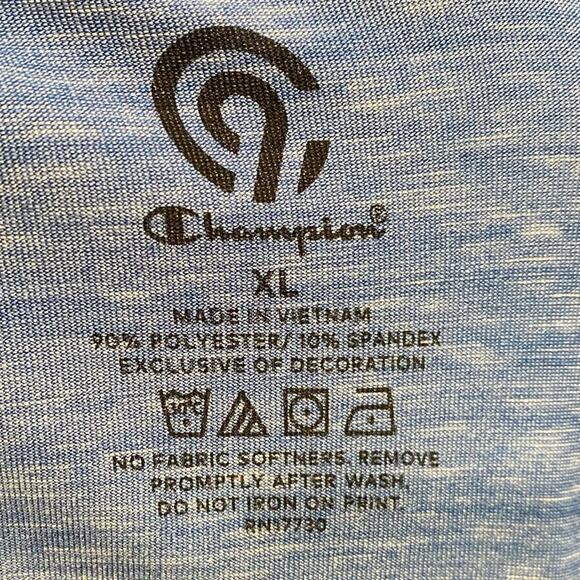 Champion®
XL
MADE IN VIETNAM
90% POLYESTER/ 10% SPANDEX
EXCLUSIVE OF DECORATION
30°C
NO FABRIC SOFTNERS, REMOVE
PROMPTLY AFTER WASH,
DO NOT IRON ON PRINT.
RN17730